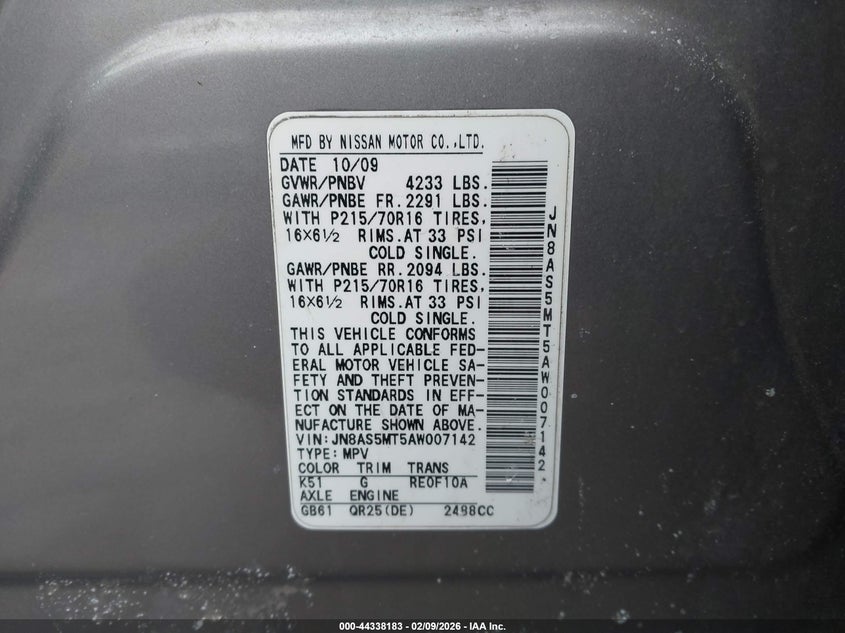 MFD BY NISSAN MOTOR CO.,LTD.
DATE 10/09
GVWR/PNBV 4233 LBS.
GAWR/PNBE FR.2291 LBS.
WITH P215/70R16 TIRES,
16X6½ RIMS.AT 33 PSI
COLD SINGLE.
GAWR/PNBE RR.2094 LBS.
WITH P215/70R16 TIRES,
16X6½ RIMS.AT 33 PSI
COLD SINGLE.
THIS VEHICLE CONFORMS
TO ALL APPLICABLE FED-
ERAL MOTOR VEHICLE SA-
FETY AND THEFT PREVEN-
TION STANDARDS IN EFF-
ECT ON THE DATE OF MA-
NUFACTURE SHOWN ABOVE.
VIN:JN8AS5MT5AW007142
TYPE:MPV
COLOR TRIM TRANS
K51 G RE0F10A
AXLE ENGINE
GB61 QR25(DE) 2498CC
JN8AS5MT5AW007142
000-44338183 - 02/09/2026 - IAA Inc.